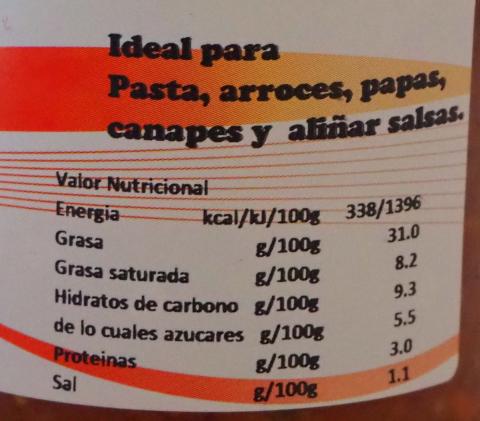 Ideal para
Pasta, arroces, papas,
canapes y aliñar salsas.
Valor Nutricional
Energia kcal/kJ/100g 338/1396
Grasa g/100g 31.0
Grasa saturada g/100g 8.2
Hidratos de carbono g/100g 9.3
de lo cuales azucares g/100g 5.5
Proteinas g/100g 3.0
Sal g/100g 1.1